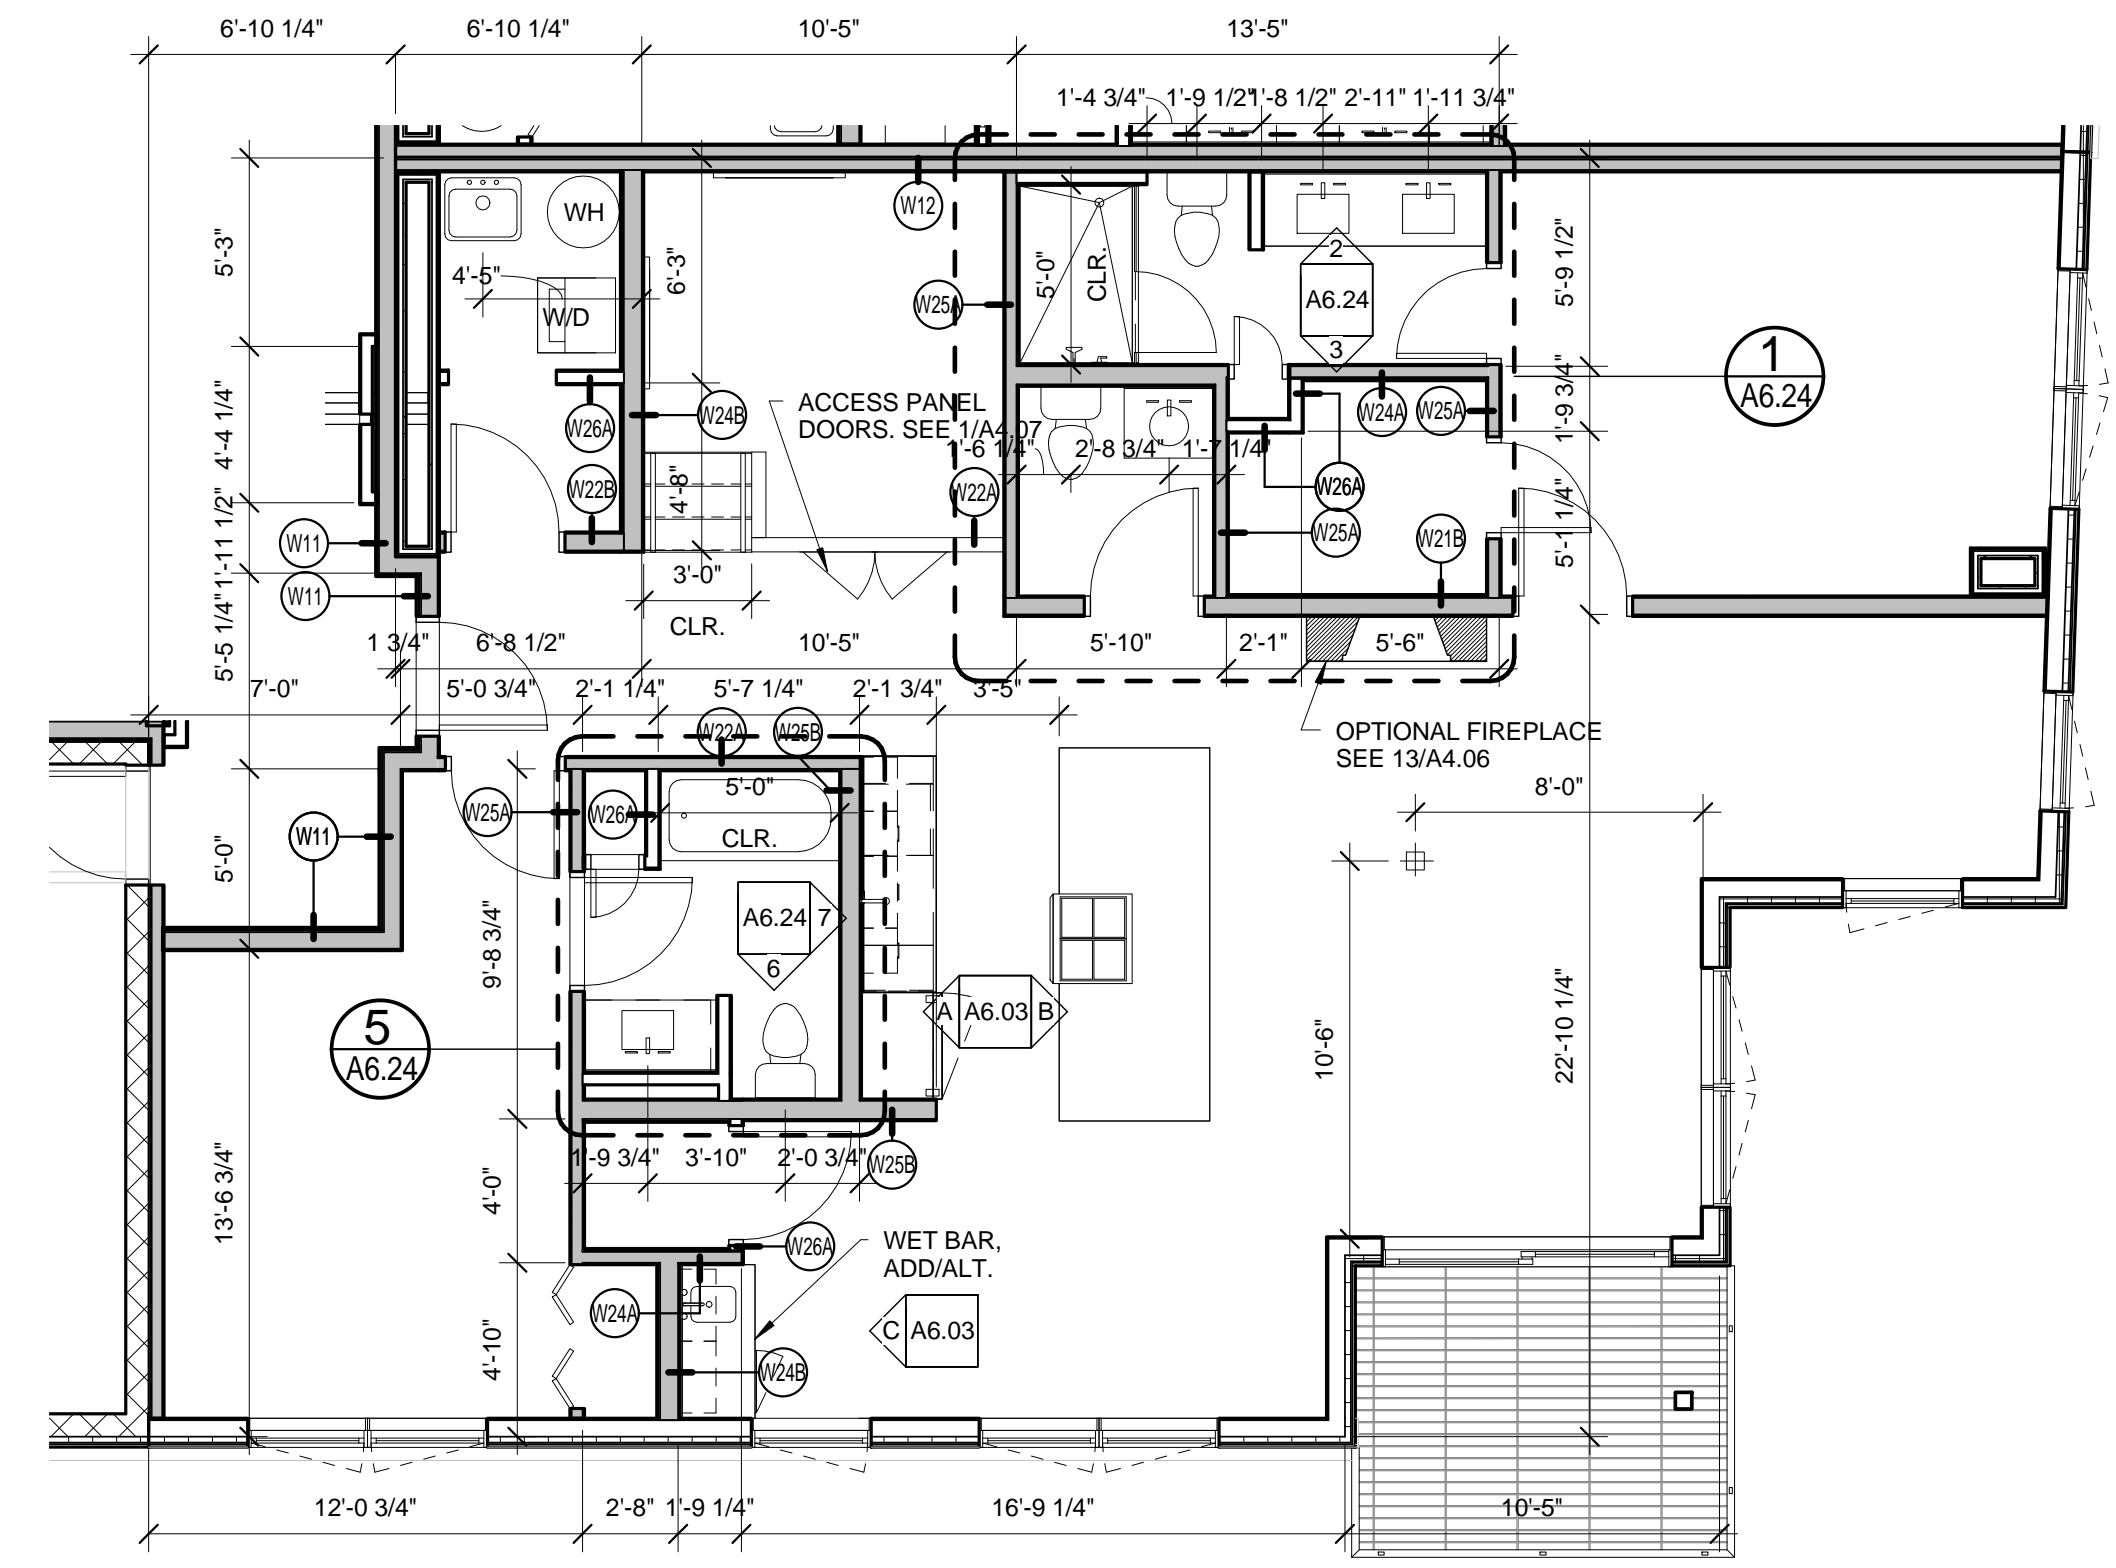 6'-10 1/4" 6'-10 1/4" 10'-5" 13'-5"
1'-4 3/4" 1'-9 1/2" 1'-8 1/2" 2'-11" 1'-11 3/4"
WH
W12
5'-3"
4'-5"
6'-3"
5'-0"
CLR.
2
A6.24
3
5'-9 1/2"
W/D
W25A
1
A6.24
4'-4 1/4"
W26A
W24B
ACCESS PANEL
DOORS. SEE 1/A4.07
W24A
W25A
1'-9 3/4"
1'-6 1/4" 2'-8 3/4" 1'-7 1/4"
W22B
4'-8"
W22A
W26A
W25A
W21B
5'-1 1/4"
1'-11 1/2"
W11
W11
3'-0"
CLR.
5'-5 1/4"
1 3/4" 6'-8 1/2" 10'-5" 5'-10" 2'-1" 5'-6"
7'-0" 5'-0 3/4" 2'-1 1/4" 5'-7 1/4" 2'-1 3/4" 3'-5"
W22A W25B
OPTIONAL FIREPLACE
SEE 13/A4.06
5'-0"
CLR.
8'-0"
W25A
W26A
W11
5'-0"
9'-8 3/4"
A6.24 7
6
5
A6.24
A A6.03 B
10'-6"
22'-10 1/4"
1'-9 3/4" 3'-10" 2'-0 3/4"
W25B
13'-6 3/4"
4'-0"
W26A
WET BAR,
ADD/ALT.
W24A
C A6.03
4'-10"
W24B
12'-0 3/4" 2'-8" 1'-9 1/4" 16'-9 1/4" 10'-5"